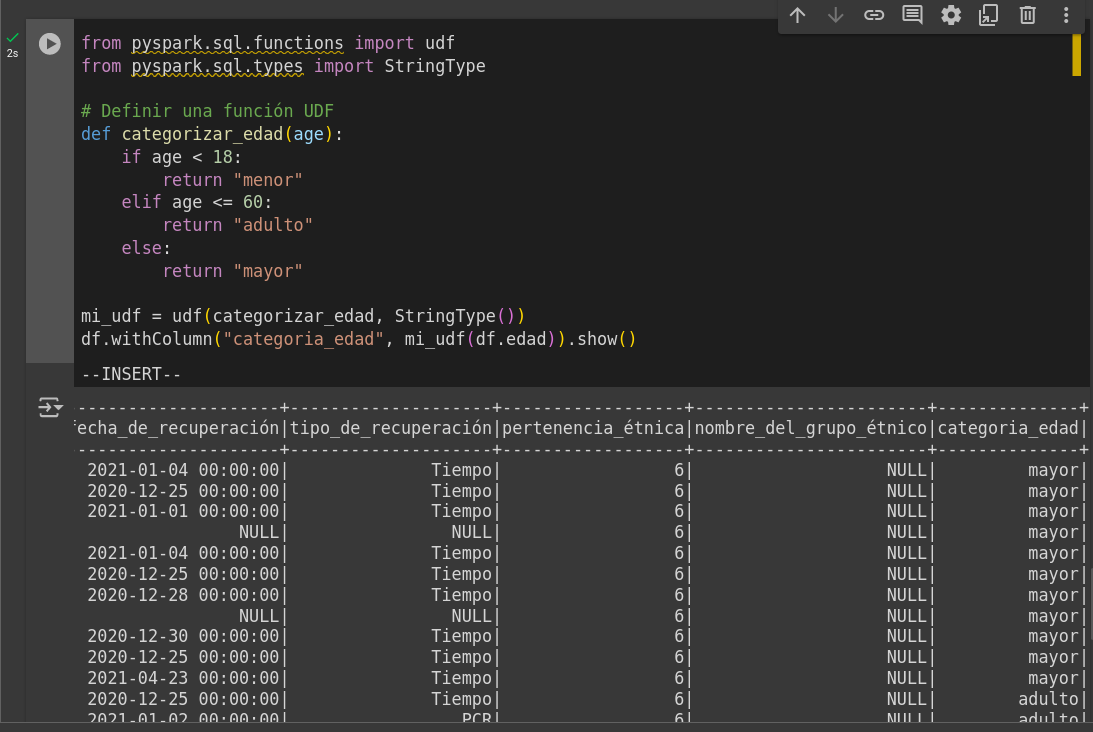 2s
from pyspark.sql.functions import udf
from pyspark.sql.types import StringType
# Definir una función UDF
def categorizar_edad(age):
    if age < 18:
        return "menor"
    elif age <= 60:
        return "adulto"
    else:
        return "mayor"
mi_udf = udf(categorizar_edad, StringType())
df.withColumn("categoria_edad", mi_udf(df.edad)).show()
--INSERT--
--------------------+--------------------+------------------+-----------------------+--------------+
echa_de_recuperación|tipo_de_recuperación|pertenencia_étnica|nombre_del_grupo_étnico|categoria_edad|
--------------------+--------------------+------------------+-----------------------+--------------+
 2021-01-04 00:00:00|              Tiempo|                 6|                   NULL|         mayor|
 2020-12-25 00:00:00|              Tiempo|                 6|                   NULL|         mayor|
 2021-01-01 00:00:00|              Tiempo|                 6|                   NULL|         mayor|
                NULL|                NULL|                 6|                   NULL|         mayor|
 2021-01-04 00:00:00|              Tiempo|                 6|                   NULL|         mayor|
 2020-12-25 00:00:00|              Tiempo|                 6|                   NULL|         mayor|
 2020-12-28 00:00:00|              Tiempo|                 6|                   NULL|         mayor|
                NULL|                NULL|                 6|                   NULL|         mayor|
 2020-12-30 00:00:00|              Tiempo|                 6|                   NULL|         mayor|
 2020-12-25 00:00:00|              Tiempo|                 6|                   NULL|         mayor|
 2021-04-23 00:00:00|              Tiempo|                 6|                   NULL|         mayor|
 2020-12-25 00:00:00|              Tiempo|                 6|                   NULL|        adulto|
 2021-01-02 00:00:00|                 PCR|                 6|                   NULL|        adulto|